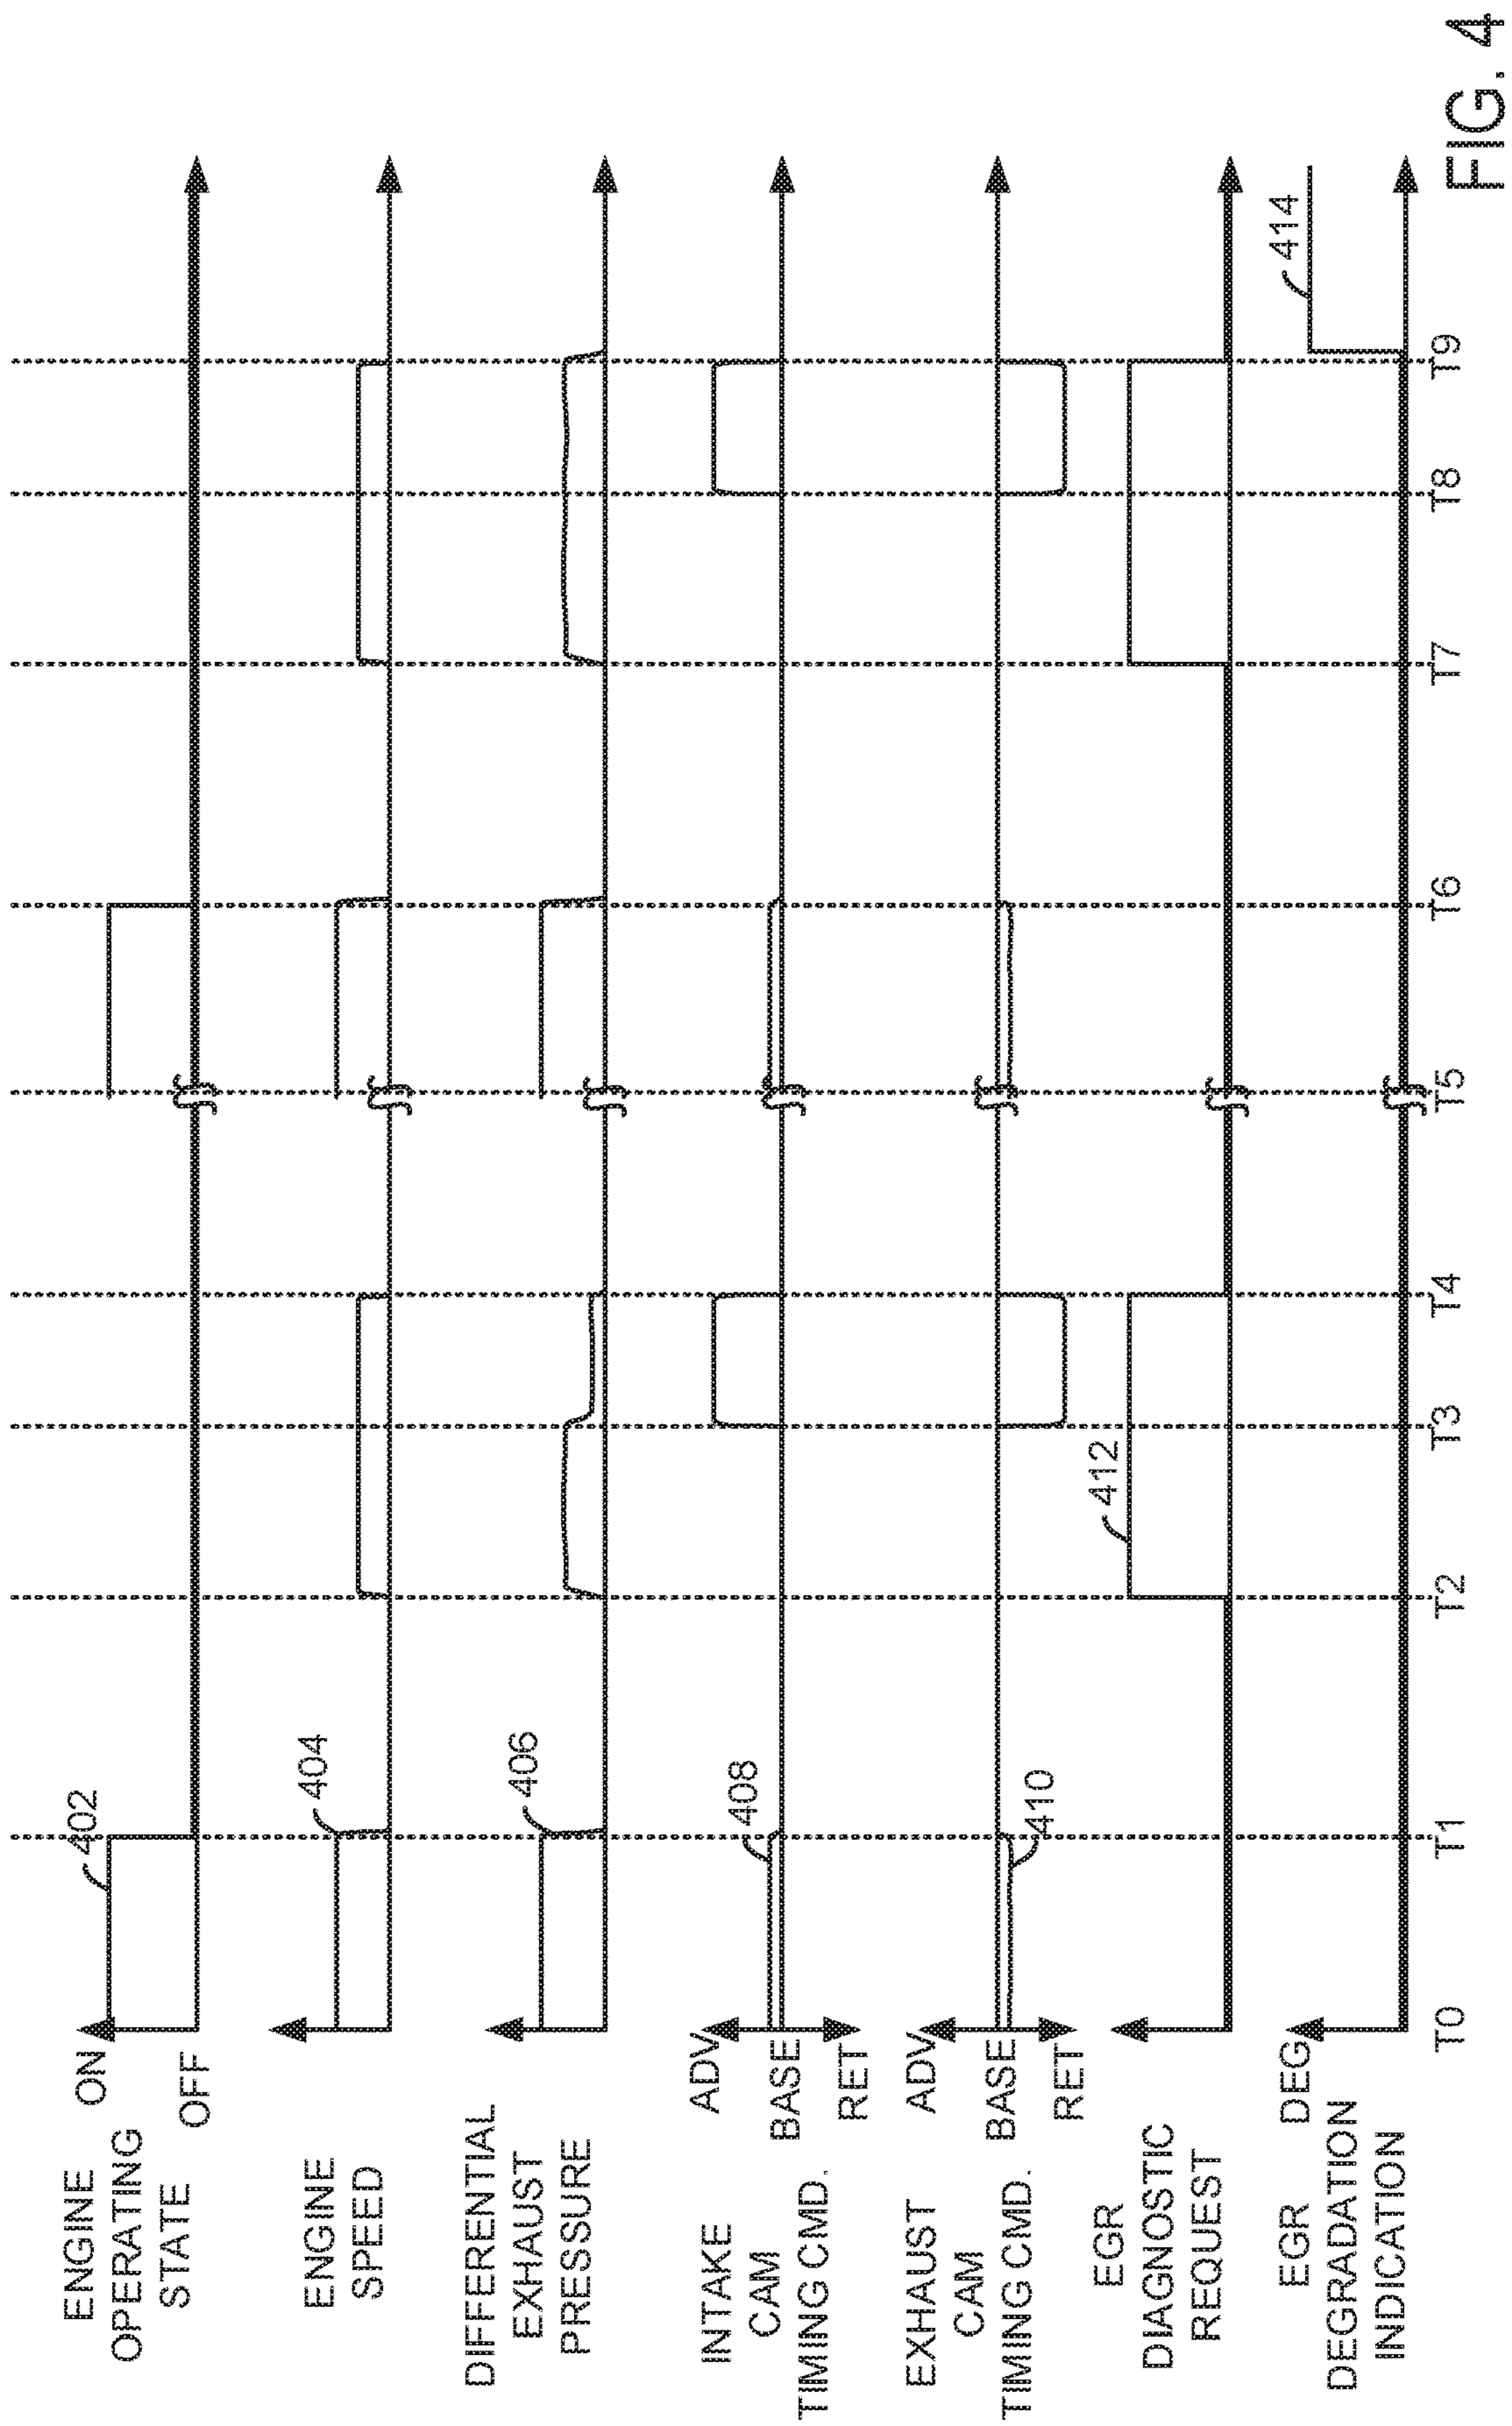 ENGINE
OPERATING
STATE
ON
OFF
402
ENGINE
SPEED
404
DIFFERENTIAL
EXHAUST
PRESSURE
406
INTAKE
CAM
TIMING CMD.
ADV
BASE
RET
408
EXHAUST
CAM
TIMING CMD.
ADV
BASE
RET
410
EGR
DIAGNOSTIC
REQUEST
412
EGR
DEGRADATION
INDICATION
DEG
414
T0 T1 T2 T3 T4 T5 T6 T7 T8 T9
FIG. 4